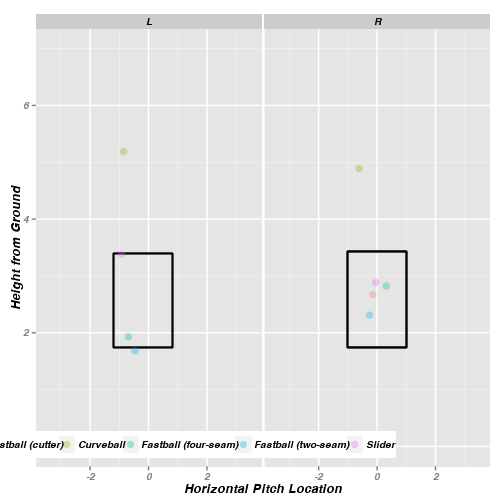 L R
6
4
2
Height from Ground
stball (cutter) Curveball Fastball (four-seam) Fastball (two-seam) Slider
-2 0 2 -2 0 2
Horizontal Pitch Location